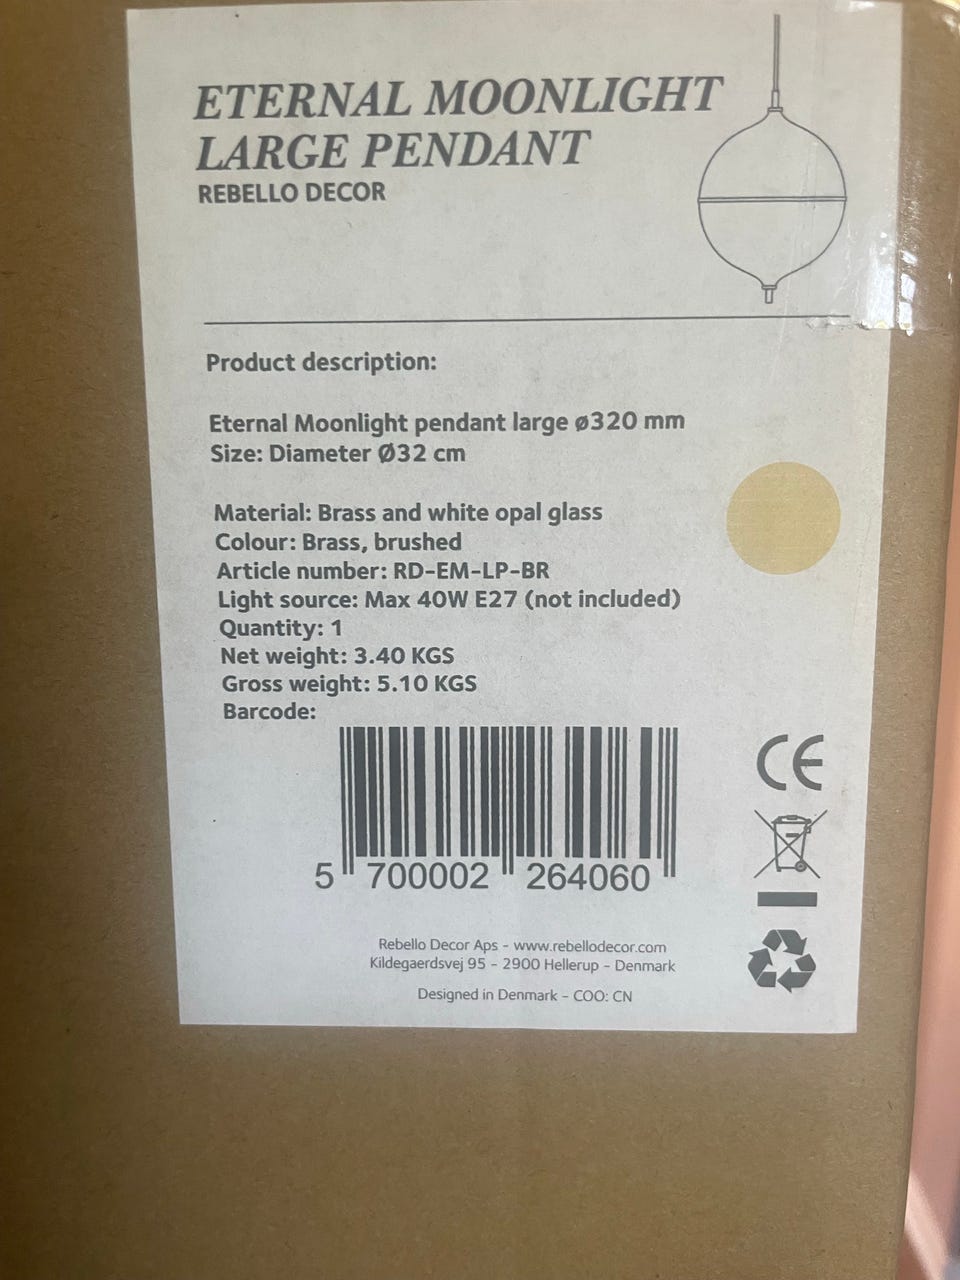 ETERNAL MOONLIGHT
LARGE PENDANT
REBELLO DECOR
Product description:
Eternal Moonlight pendant large ø320 mm
Size: Diameter Ø32 cm
Material: Brass and white opal glass
Colour: Brass, brushed
Article number: RD-EM-LP-BR
Light source: Max 40W E27 (not included)
Quantity: 1
Net weight: 3.40 KGS
Gross weight: 5.10 KGS
Barcode:
5 700002 264060
CE
Rebello Decor Aps - www.rebellodecor.com
Kildegaerdsvej 95 - 2900 Hellerup - Denmark
Designed in Denmark - COO: CN